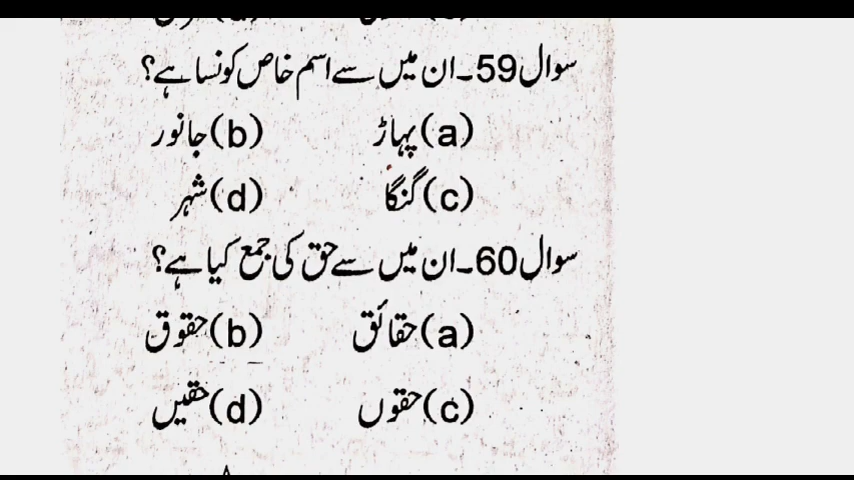 سوال59۔ان میں سے اسم خاص کونسا ہے؟
(a)پہاڑ (b)جانور
(c)گنگا (d)شہر
سوال60۔ان میں سے حق کی جمع کیا ہے؟
(a)حقائق (b)حقوق
(c)حقوں (d)حقیں